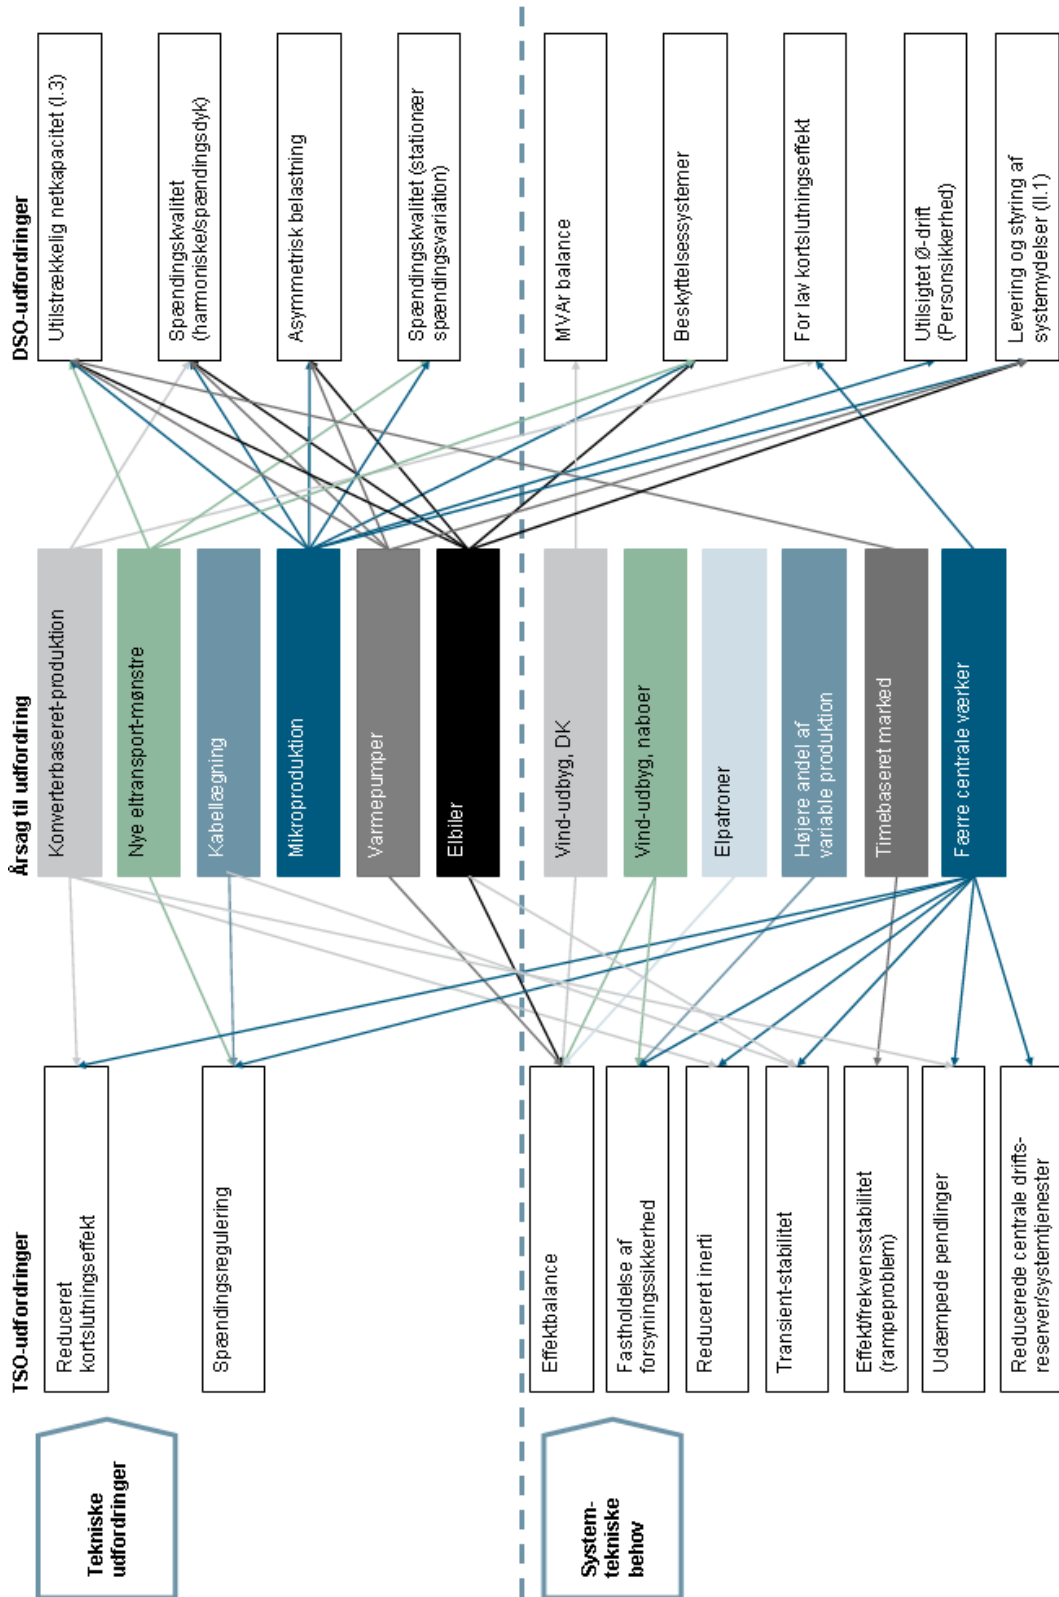 TSO-udfordringer
Årsag til udfordring
DSO-udfordringer
Tekniske
udfordringer
Reduceret
kortslutningseffekt
Spændingsregulering
Konverterbaseret-produktion
Nye eltransport-mønstre
Kabellægning
Mikroproduktion
Varmepumper
Elbiler
Utilstrækkelig netkapacitet (I.3)
Spændingskvalitet
(harmoniske/spændingsdyk)
Asymmetrisk belastning
Spændingskvalitet (stationær
spændingsvariation)
System-
tekniske
behov
Effektbalance
Fastholdelse af
forsyningssikkerhed
Reduceret inerti
Transient-stabilitet
Effekt/frekvensstabilitet
(rampeproblem)
Udæmpede pendlinger
Reducerede centrale drifts-
reserver/systemtjenester
Vind-udbyg, DK
Vind-udbyg, naboer
Elpatroner
Højere andel af
variable produktion
Timebaseret marked
Færre centrale værker
MVAr balance
Beskyttelsessystemer
For lav kortslutningseffekt
Utilsigtet Ø-drift
(Personsikkerhed)
Levering og styring af
systemydelser (II.1)